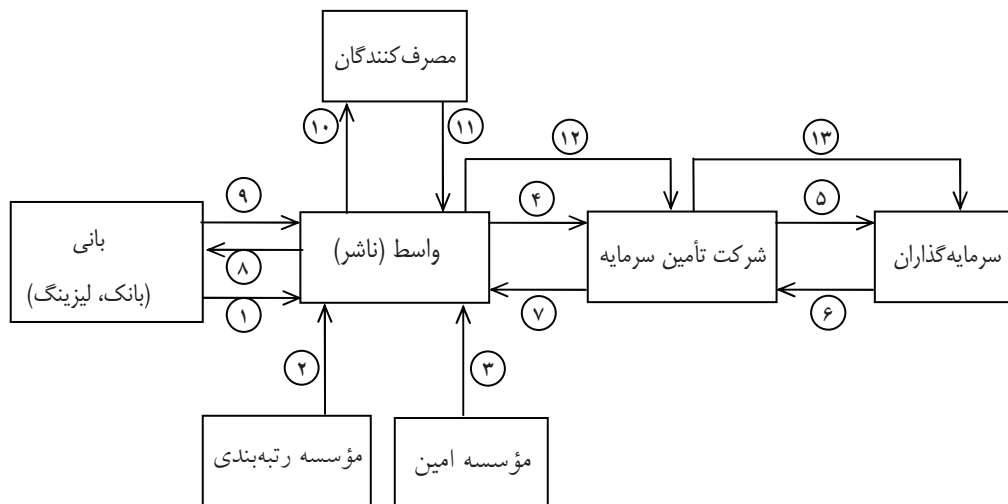 مصرف‌کنندگان
۱۰
۱۱
۱۲
۱۳
بانی
(بانک، لیزینگ)
۹
۸
۱
واسط (ناشر)
۴
۷
شرکت تأمین سرمایه
۵
۶
سرمایه‌گذاران
۲
۳
مؤسسه رتبه‌بندی
مؤسسه امین